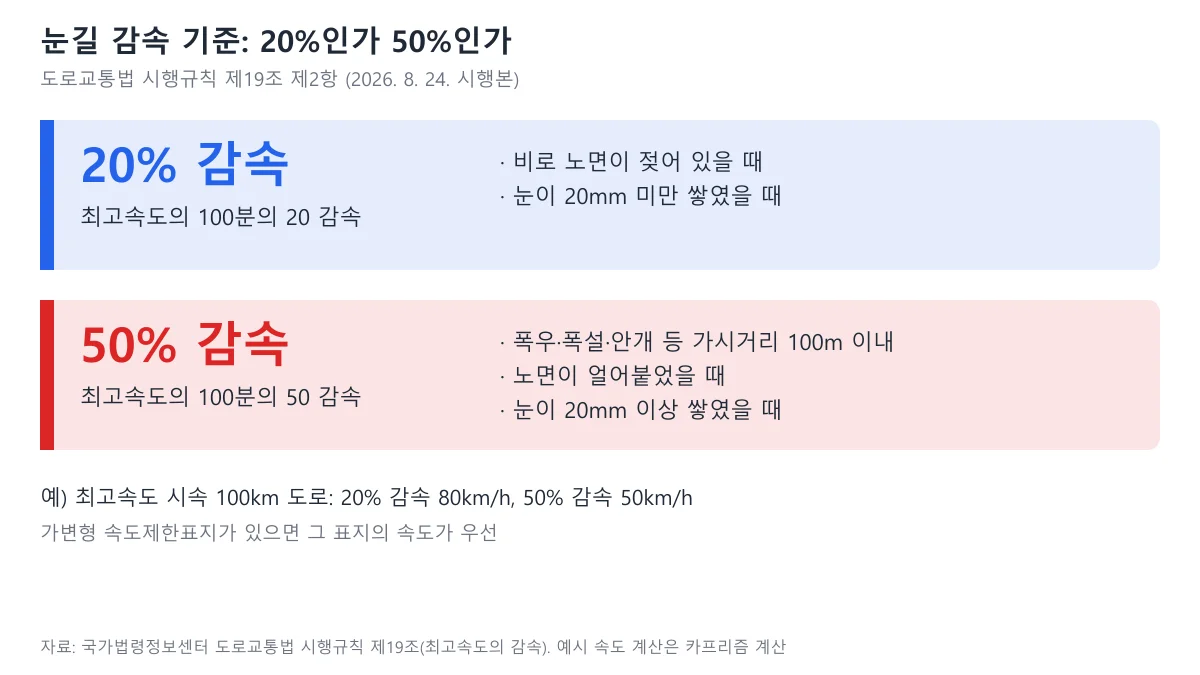 눈길 감속 기준: 20%인가 50%인가
도로교통법 시행규칙 제19조 제2항 (2026. 8. 24. 시행본)
20% 감속
최고속도의 100분의 20 감속
· 비로 노면이 젖어 있을 때
· 눈이 20mm 미만 쌓였을 때
50% 감속
최고속도의 100분의 50 감속
· 폭우·폭설·안개 등 가시거리 100m 이내
· 노면이 얼어붙었을 때
· 눈이 20mm 이상 쌓였을 때
예) 최고속도 시속 100km 도로: 20% 감속 80km/h, 50% 감속 50km/h
가변형 속도제한표지가 있으면 그 표지의 속도가 우선
자료: 국가법령정보센터 도로교통법 시행규칙 제19조(최고속도의 감속). 예시 속도 계산은 카프리즘 계산